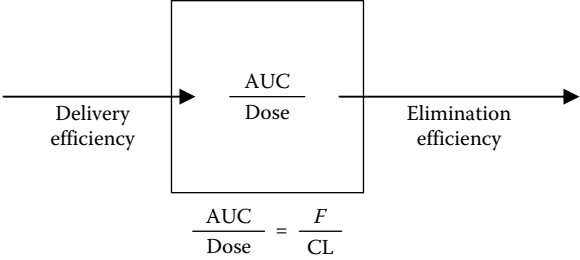 AUC
Dose
Delivery
efficiency
Elimination
efficiency
AUC
Dose
=
F
CL